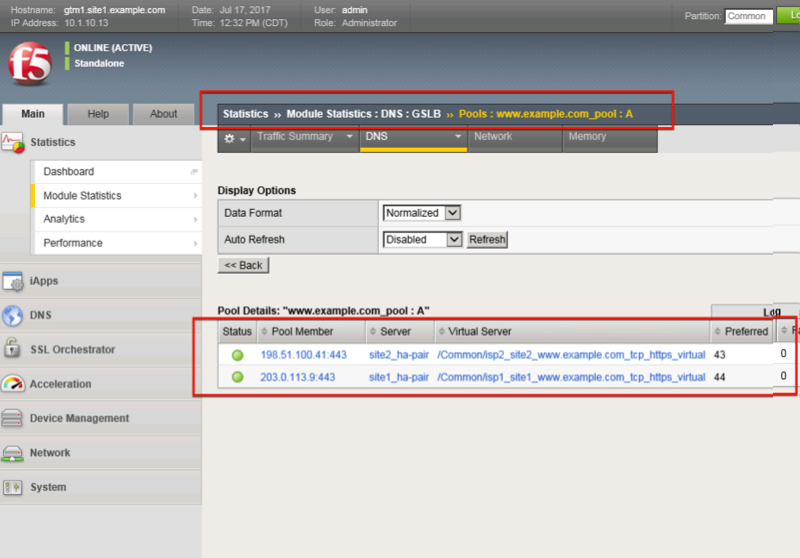 Hostname: gtm1.site1.example.com Date: Jul 17, 2017 User: admin
IP Address: 10.1.10.13 Time: 12:32 PM (CDT) Role: Administrator
Partition: Common
f5
ONLINE (ACTIVE)
Standalone
Main Help About
Statistics » Module Statistics : DNS : GSLB » Pools : www.example.com_pool : A
Traffic Summary DNS Network Memory
Statistics
Dashboard
Module Statistics
Analytics
Performance
iApps
DNS
SSL Orchestrator
Acceleration
Device Management
Network
System
Display Options
Data Format Normalized
Auto Refresh Disabled Refresh
<< Back
Pool Details: "www.example.com_pool : A"
Status Pool Member Server Virtual Server Preferred
198.51.100.41:443 site2_ha-pair /Common/isp2_site2_www.example.com_tcp_https_virtual 43 0
203.0.113.9:443 site1_ha-pair /Common/isp1_site1_www.example.com_tcp_https_virtual 44 0